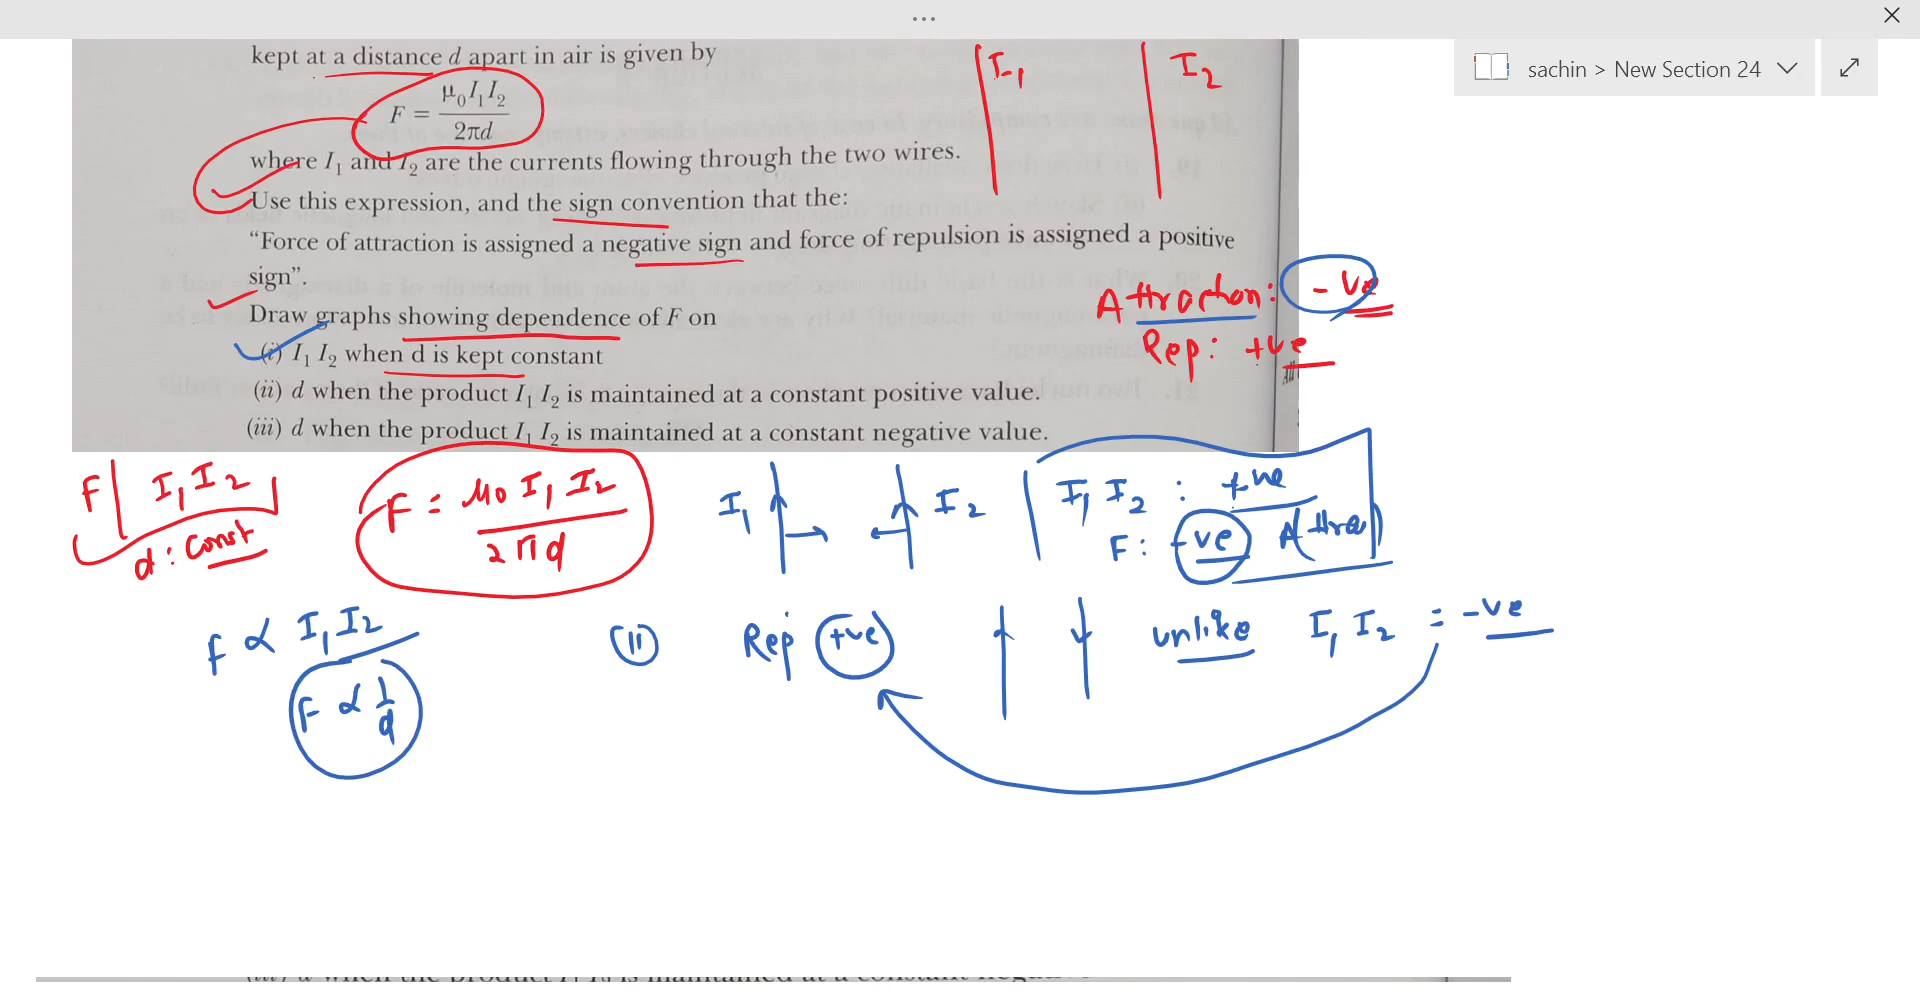 sachin > New Section 24
kept at a distance d apart in air is given by
F = μ₀I₁I₂ / 2πd
where I₁ and I₂ are the currents flowing through the two wires.
Use this expression, and the sign convention that the:
“Force of attraction is assigned a negative sign and force of repulsion is assigned a positive
sign”.
Draw graphs showing dependence of F on
(i) I₁ I₂ when d is kept constant
(ii) d when the product I₁ I₂ is maintained at a constant positive value.
(iii) d when the product I₁ I₂ is maintained at a constant negative value.
I₁ I₂
Attraction: -ve
Rep: +ve
F | I₁ I₂
d: const
F = μ₀ I₁ I₂ / 2πd
I₁ I₂
I₁ I₂ : +ve
F: -ve Attra
F ∝ I₁ I₂
F ∝ 1/d
(ii) Rep +ve
unlike I₁ I₂ = -ve